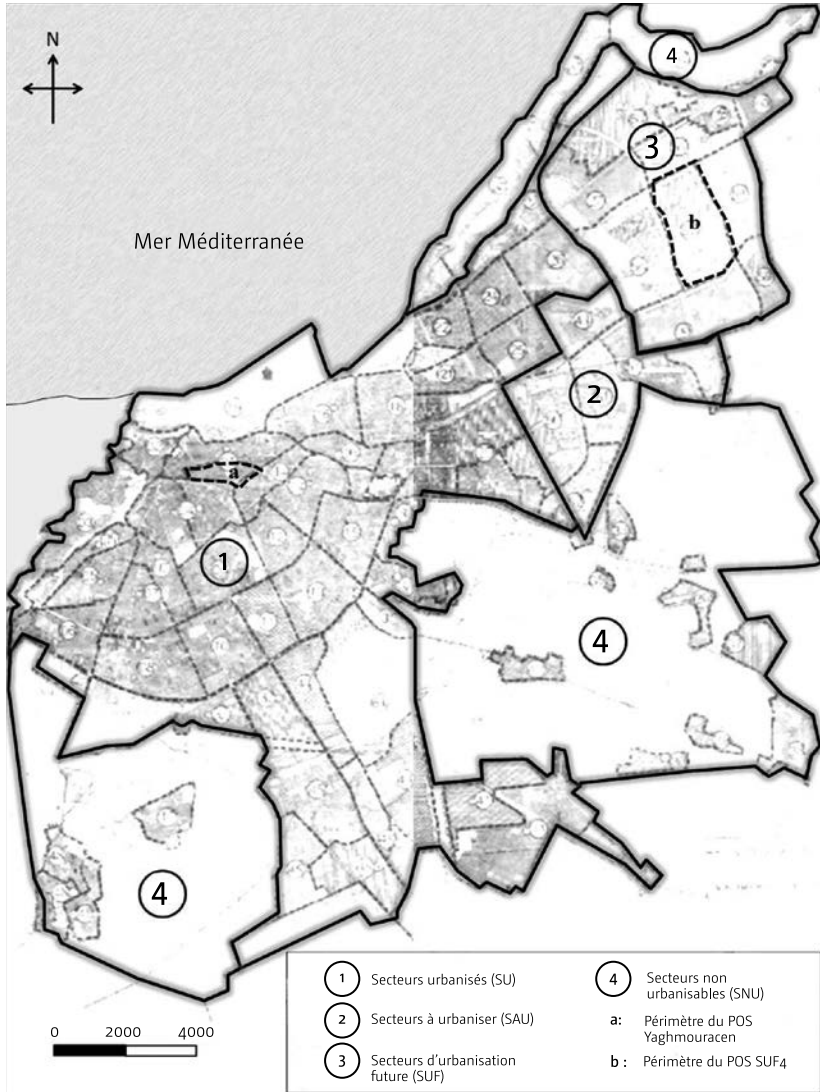 N
4
3
b
Mer Méditerranée
2
a
1
4
4
1 Secteurs urbanisés (SU)
2 Secteurs à urbaniser (SAU)
3 Secteurs d'urbanisation
future (SUF)
4 Secteurs non
urbanisables (SNU)
a: Périmètre du POS
Yaghmouracen
b : Périmètre du POS SUF4
0 2000 4000